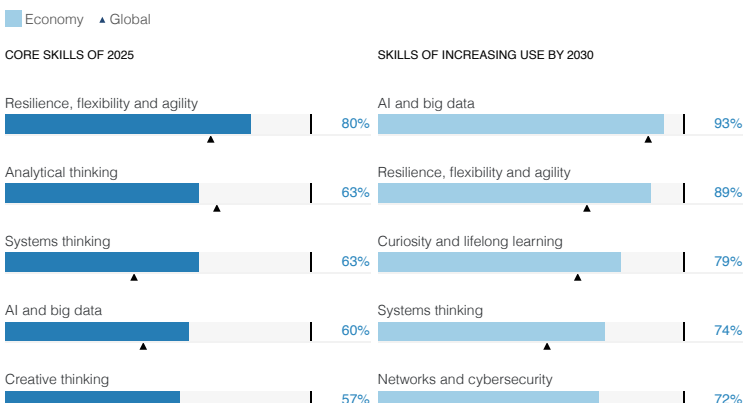 Economy Global
CORE SKILLS OF 2025
Resilience, flexibility and agility
80%
Analytical thinking
63%
Systems thinking
63%
AI and big data
60%
Creative thinking
57%
SKILLS OF INCREASING USE BY 2030
AI and big data
93%
Resilience, flexibility and agility
89%
Curiosity and lifelong learning
79%
Systems thinking
74%
Networks and cybersecurity
72%